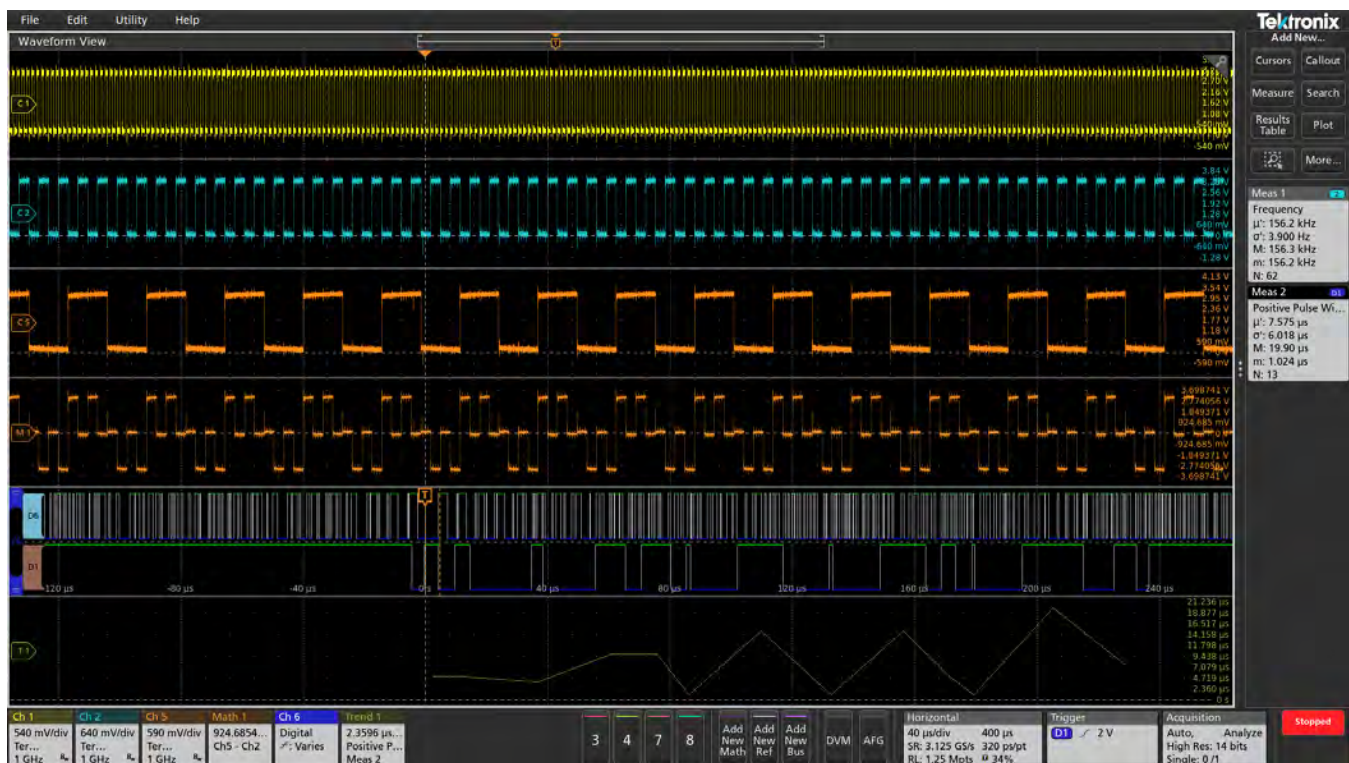 File Edit Utility Help
Tektronix
Waveform View
Add New...
Cursors Callout
Measure Search
Results Table Plot
More...
C1
2.70 V
2.16 V
1.62 V
1.08 V
-540 mV
C2
3.84 V
2.56 V
1.92 V
1.28 V
640 mV
-640 mV
-1.28 V
C5
4.13 V
3.54 V
2.95 V
2.36 V
1.77 V
1.18 V
590 mV
-590 mV
M1
3.698741 V
2.774056 V
1.849371 V
924.685 mV
-924.685 mV
-1.849371 V
-2.774056 V
-3.698741 V
Meas 1 2
Frequency
µ': 156.2 kHz
σ': 3.900 Hz
M: 156.3 kHz
m: 156.2 kHz
N: 62
Meas 2 D1
Positive Pulse Wi...
µ': 7.575 µs
σ': 6.018 µs
M: 19.90 µs
m: 1.024 µs
N: 13
T
D6
D1
-120 µs -80 µs -40 µs 0 s 40 µs 80 µs 120 µs 160 µs 200 µs 240 µs
T1
21.236 µs
18.877 µs
16.517 µs
14.158 µs
11.798 µs
9.438 µs
7.079 µs
4.719 µs
2.360 µs
0 s
Ch 1
540 mV/div
Ter...
1 GHz
Ch 2
640 mV/div
Ter...
1 GHz
Ch 5
590 mV/div
Ter...
1 GHz
Math 1
924.6854...
Ch5 - Ch2
Ch 6
Digital
: Varies
Trend 1
2.3596 µs...
Positive P...
Meas 2
3 4 7 8
Add New Math
Add New Ref
Add New Bus
DVM AFG
Horizontal
40 µs/div 400 µs
SR: 3.125 GS/s 320 ps/pt
RL: 1.25 Mpts 34%
Trigger
D1 2 V
Acquisition
Auto, Analyze
High Res: 14 bits
Single: 0 /1
Stopped